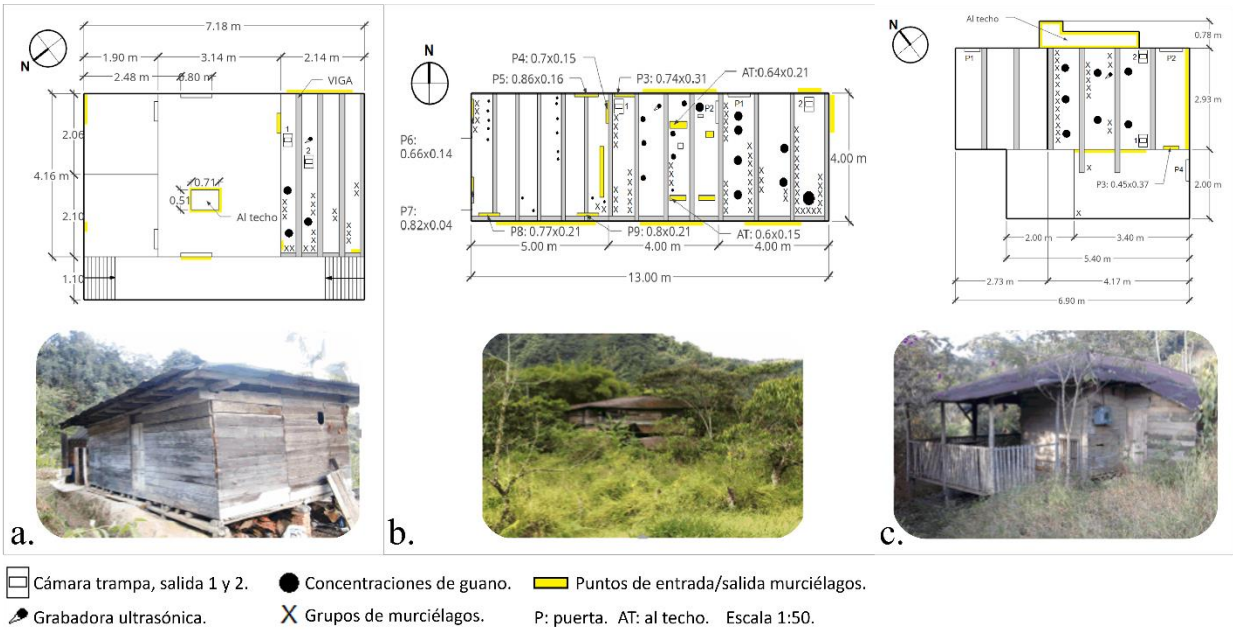 7.18 m
1.90 m
3.14 m
2.14 m
2.48 m
0.80 m
VIGA
N
2.06
4.16 m
2.10
1.10
0.71
0.51
Al techo
1
2
a.
N
P4: 0.7x0.15
P5: 0.86x0.16
P3: 0.74x0.31
AT:0.64x0.21
P6:
0.66x0.14
P7:
0.82x0.04
P8: 0.77x0.21
P9: 0.8x0.21
AT: 0.6x0.15
P2
P1
1
2
4.00 m
5.00 m
4.00 m
4.00 m
13.00 m
b.
N
Al techo
0.78 m
P1
P2
2
1
2.93 m
P3: 0.45x0.37
P4
2.00 m
2.00 m
3.40 m
5.40 m
2.73 m
4.17 m
6.90 m
c.
Cámara trampa, salida 1 y 2.
Concentraciones de guano.
Puntos de entrada/salida murciélagos.
Grabadora ultrasónica.
X Grupos de murciélagos.
P: puerta. AT: al techo. Escala 1:50.